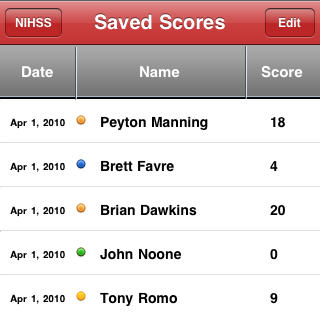 NIHSS Saved Scores Edit
Date Name Score
Apr 1, 2010 Peyton Manning 18
Apr 1, 2010 Brett Favre 4
Apr 1, 2010 Brian Dawkins 20
Apr 1, 2010 John Noone 0
Apr 1, 2010 Tony Romo 9